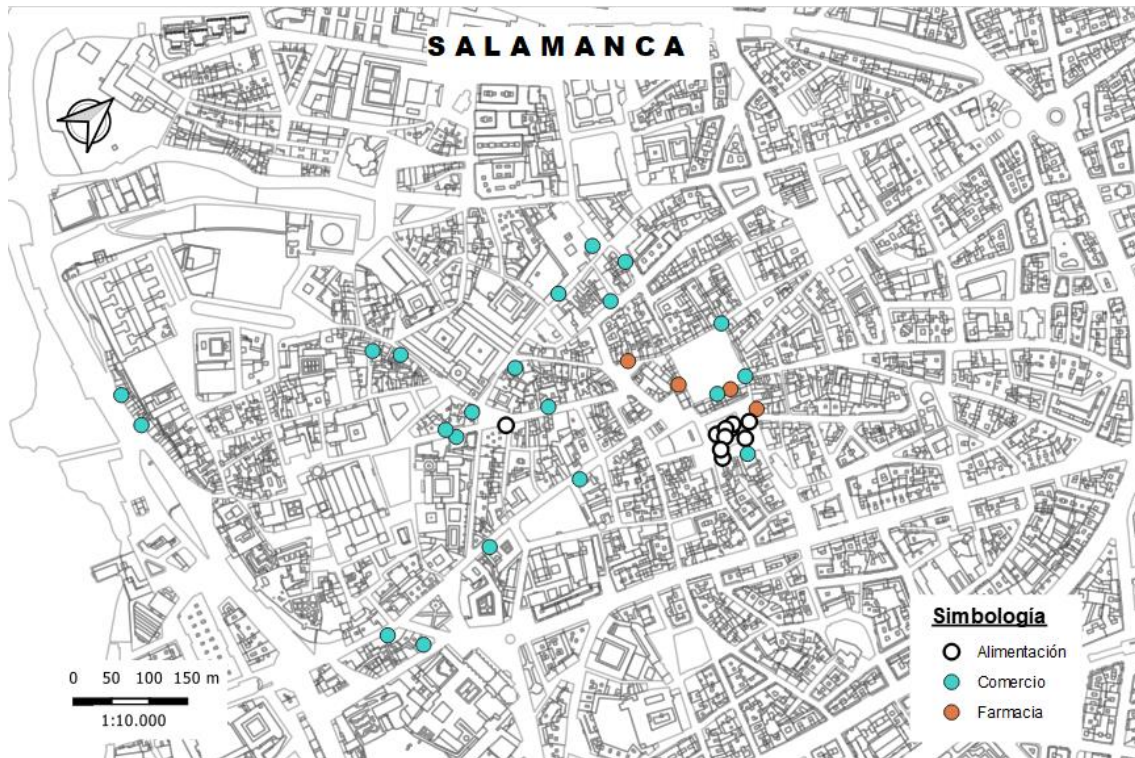 SALAMANCA
0 50 100 150 m
1:10.000
Simbología
Alimentación
Comercio
Farmacia